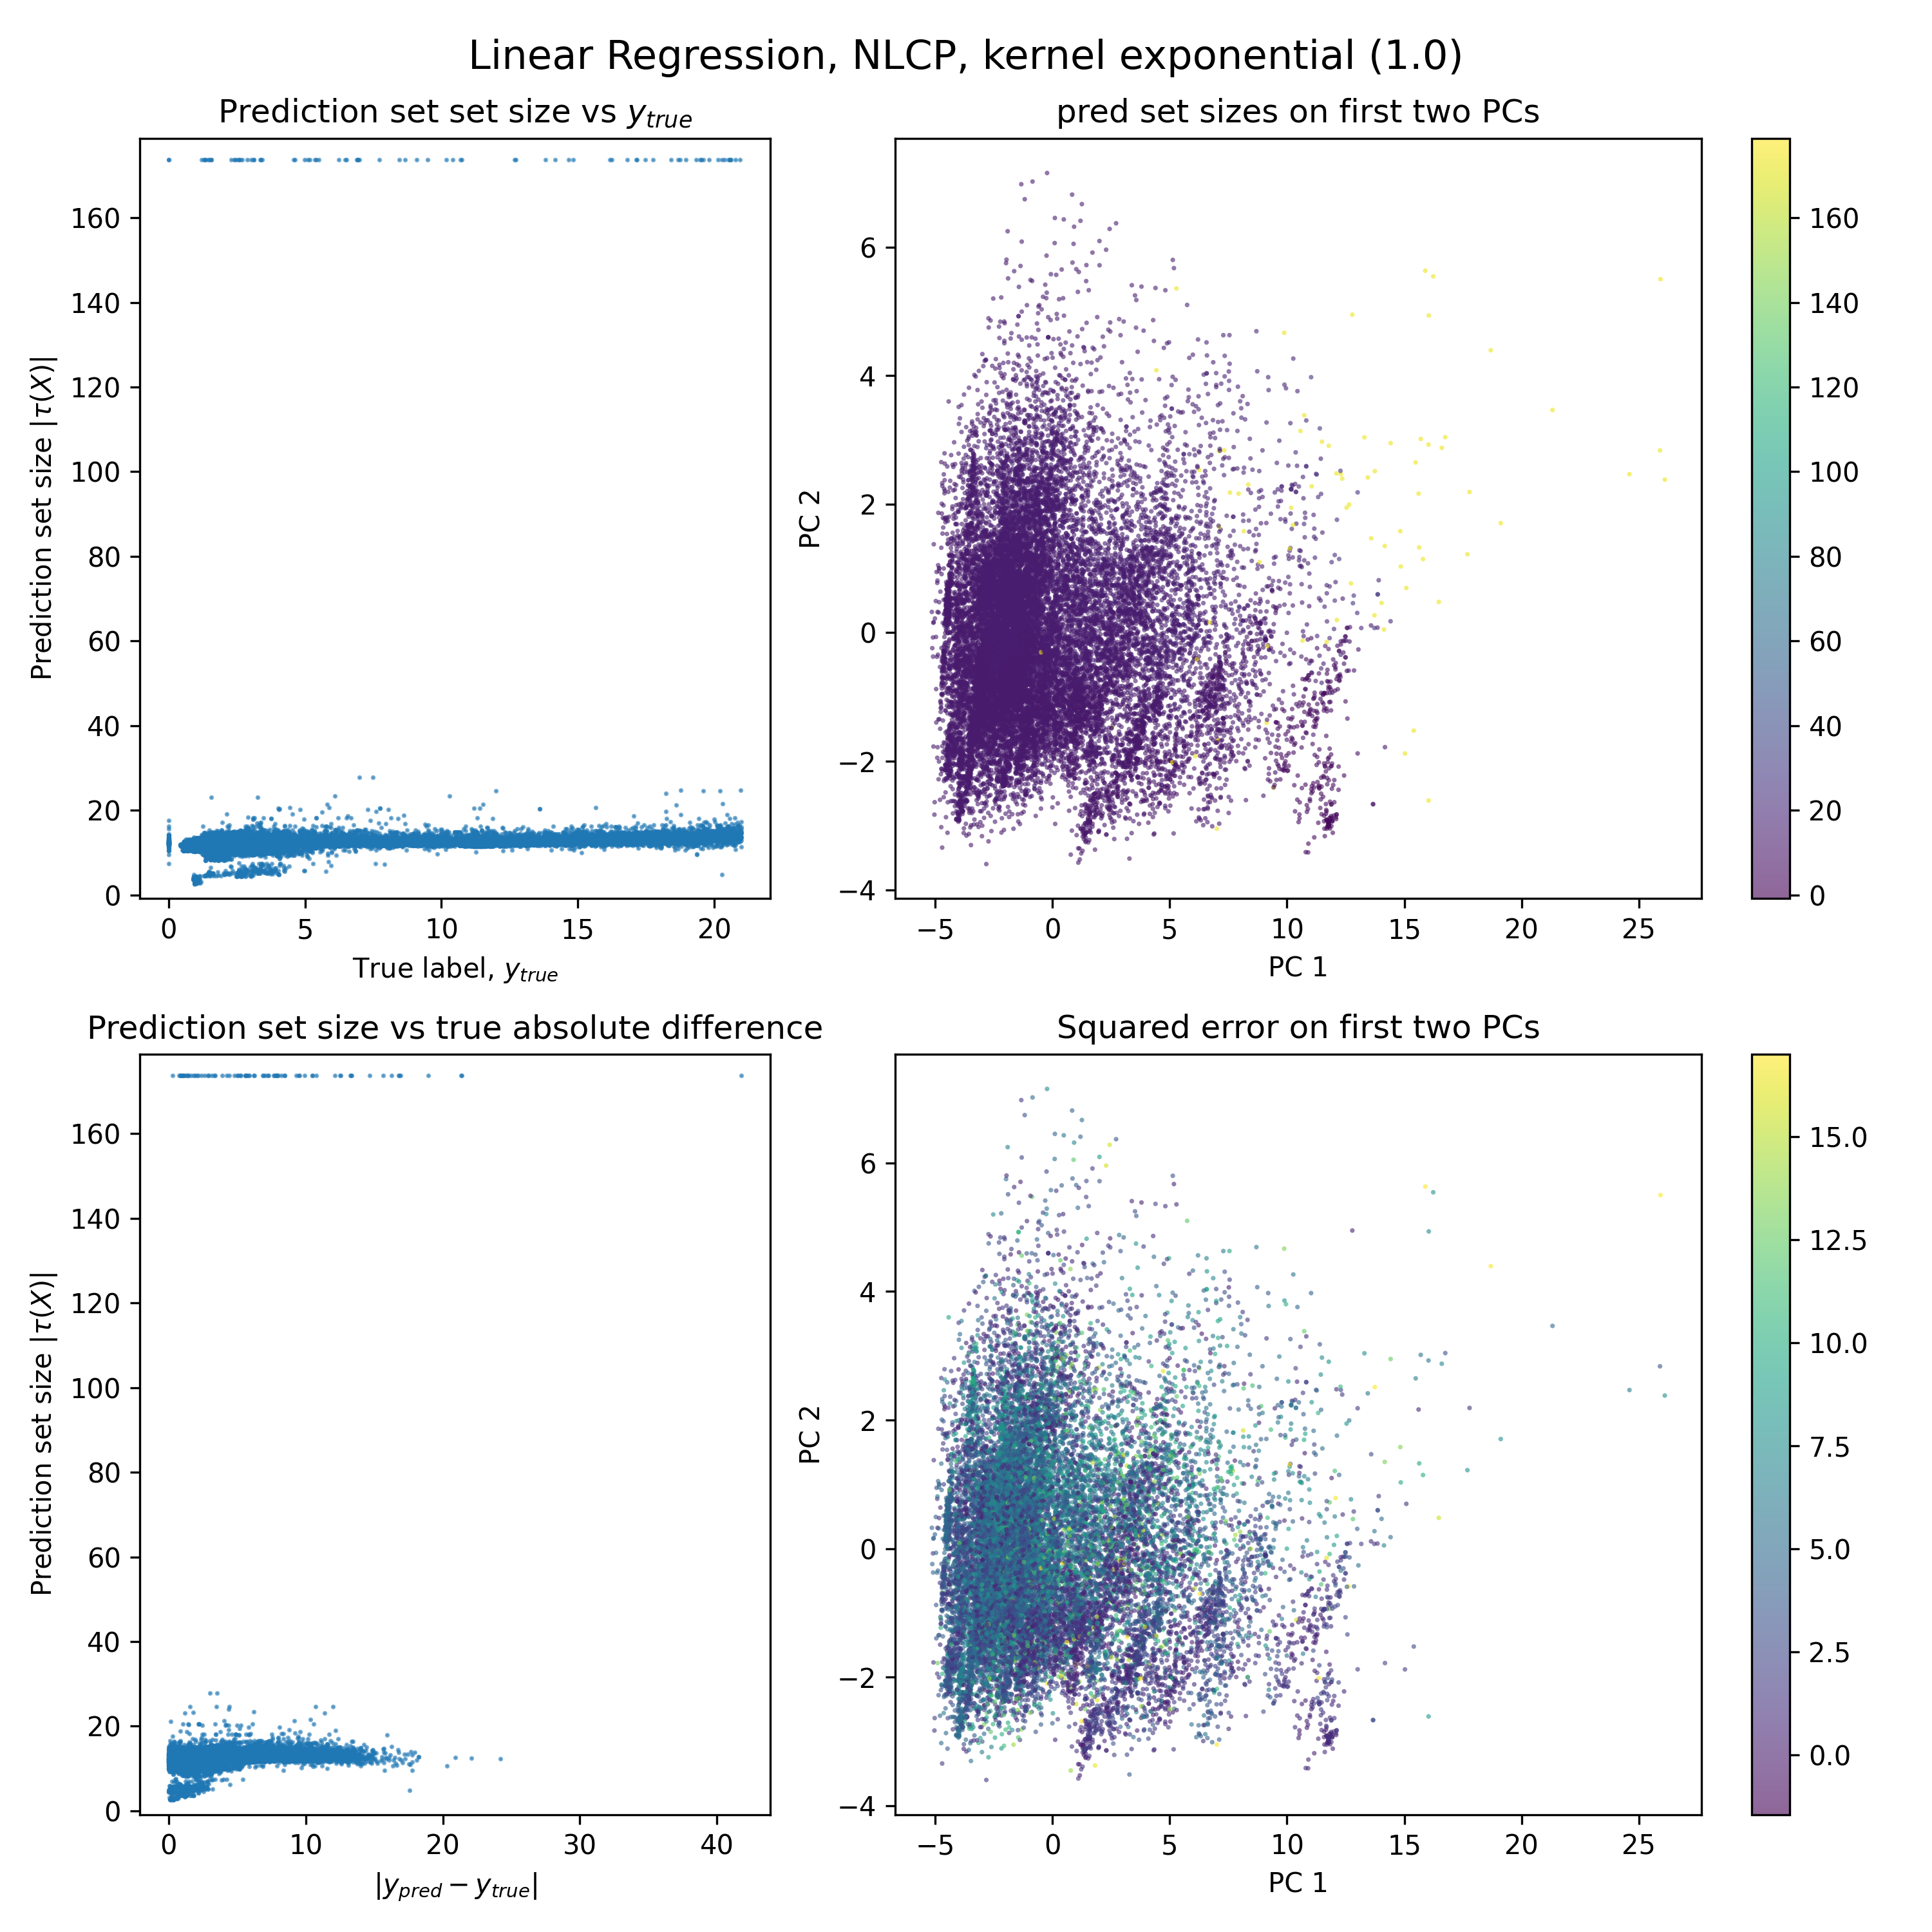 Linear Regression, NLCP, kernel exponential (1.0)
Prediction set set size vs y_true
pred set sizes on first two PCs
160
140
120
100
80
60
40
20
0
Prediction set size |τ(X)|
0 5 10 15 20
True label, y_true
6
4
2
0
−2
−4
PC 2
−5 0 5 10 15 20 25
PC 1
160
140
120
100
80
60
40
20
0
Prediction set size vs true absolute difference
Squared error on first two PCs
160
140
120
100
80
60
40
20
0
Prediction set size |τ(X)|
0 10 20 30 40
|y_pred − y_true|
6
4
2
0
−2
−4
PC 2
−5 0 5 10 15 20 25
PC 1
15.0
12.5
10.0
7.5
5.0
2.5
0.0